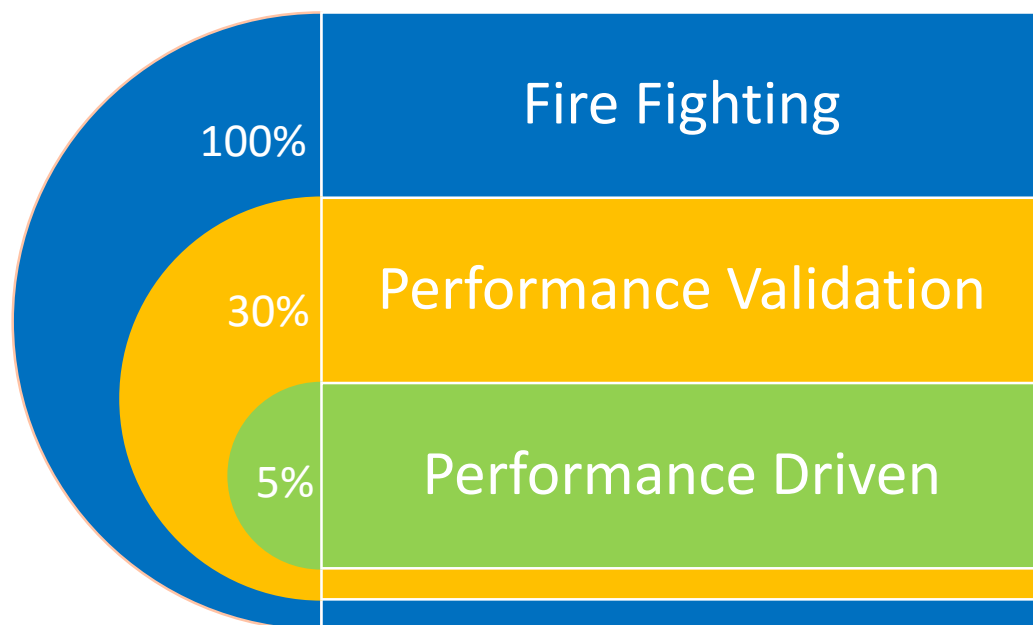 Fire Fighting
100%
Performance Validation
30%
Performance Driven
5%